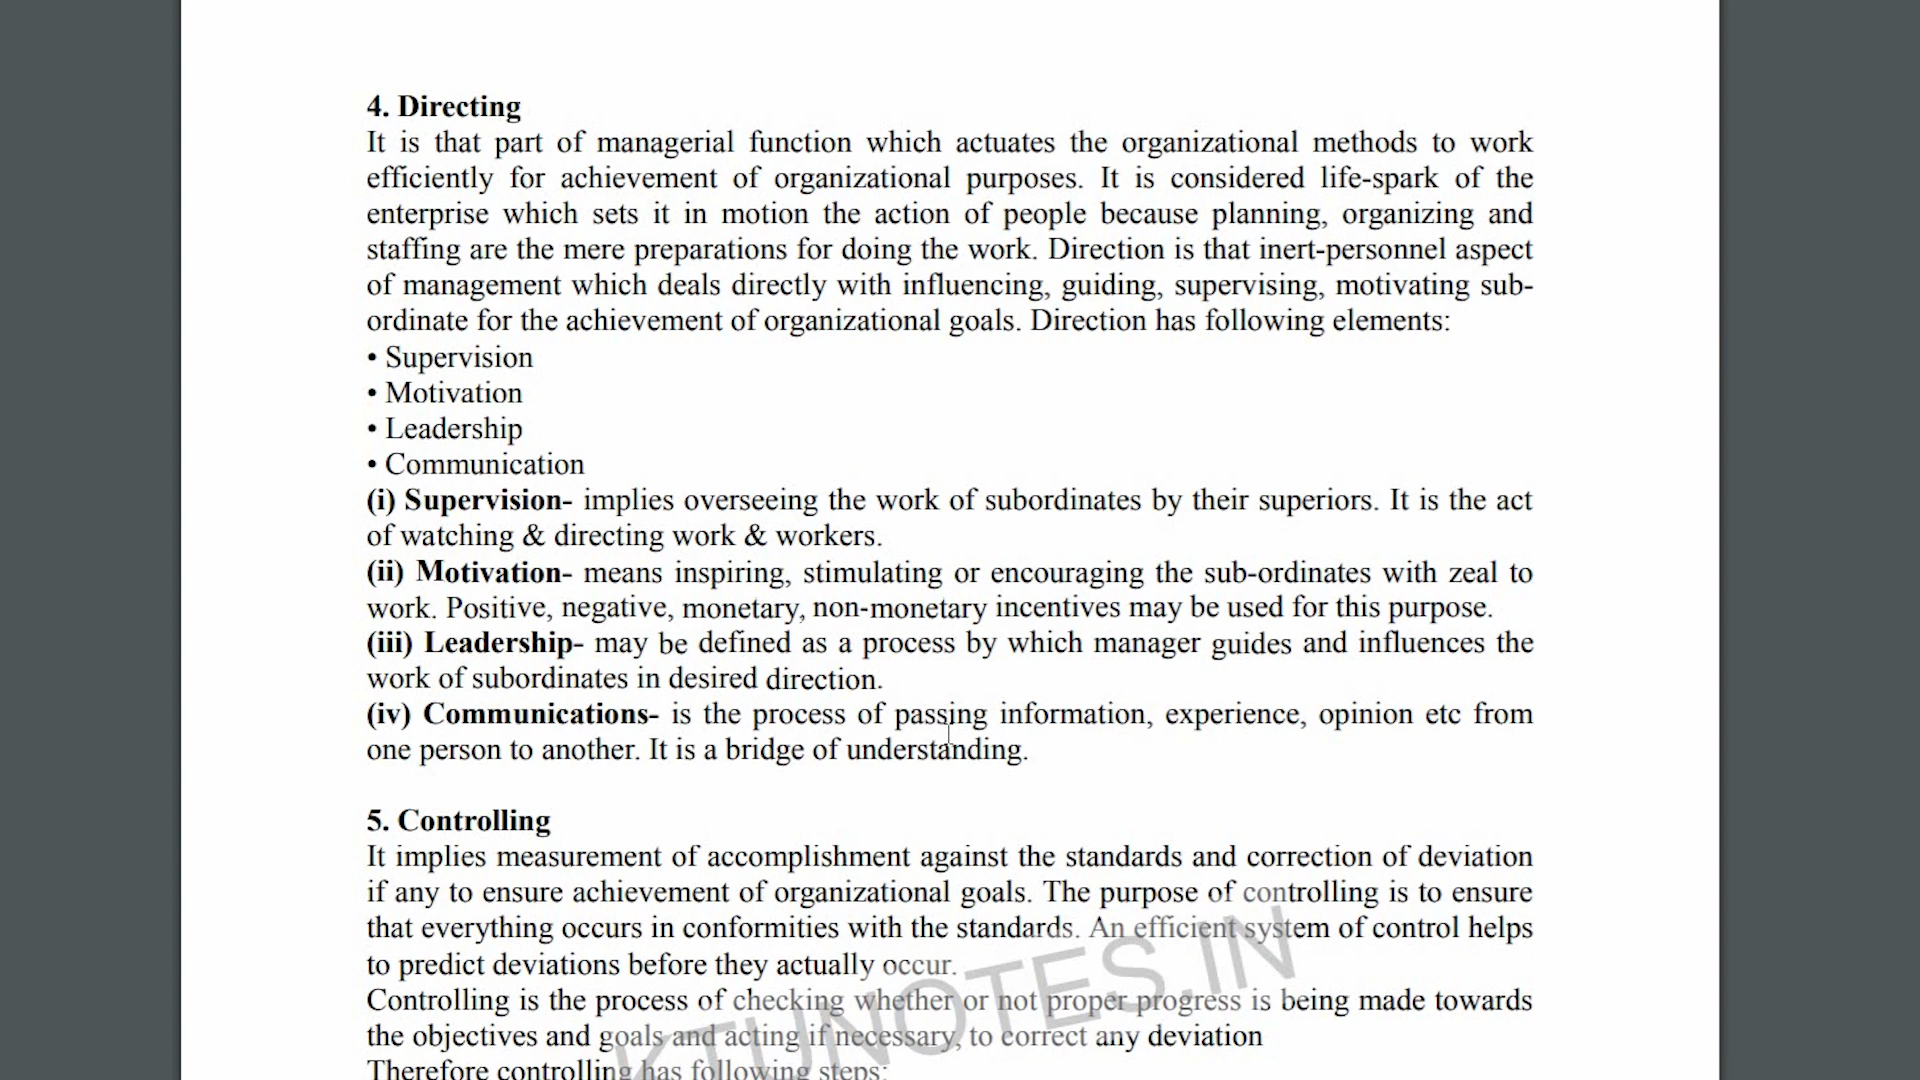 4. Directing
It is that part of managerial function which actuates the organizational methods to work
efficiently for achievement of organizational purposes. It is considered life-spark of the
enterprise which sets it in motion the action of people because planning, organizing and
staffing are the mere preparations for doing the work. Direction is that inert-personnel aspect
of management which deals directly with influencing, guiding, supervising, motivating sub-
ordinate for the achievement of organizational goals. Direction has following elements:
• Supervision
• Motivation
• Leadership
• Communication
(i) Supervision- implies overseeing the work of subordinates by their superiors. It is the act
of watching & directing work & workers.
(ii) Motivation- means inspiring, stimulating or encouraging the sub-ordinates with zeal to
work. Positive, negative, monetary, non-monetary incentives may be used for this purpose.
(iii) Leadership- may be defined as a process by which manager guides and influences the
work of subordinates in desired direction.
(iv) Communications- is the process of passing information, experience, opinion etc from
one person to another. It is a bridge of understanding.
5. Controlling
It implies measurement of accomplishment against the standards and correction of deviation
if any to ensure achievement of organizational goals. The purpose of controlling is to ensure
that everything occurs in conformities with the standards. An efficient system of control helps
to predict deviations before they actually occur.
Controlling is the process of checking whether or not proper progress is being made towards
the objectives and goals and acting if necessary, to correct any deviation
Therefore controlling has following steps:
KTUNOTES.IN